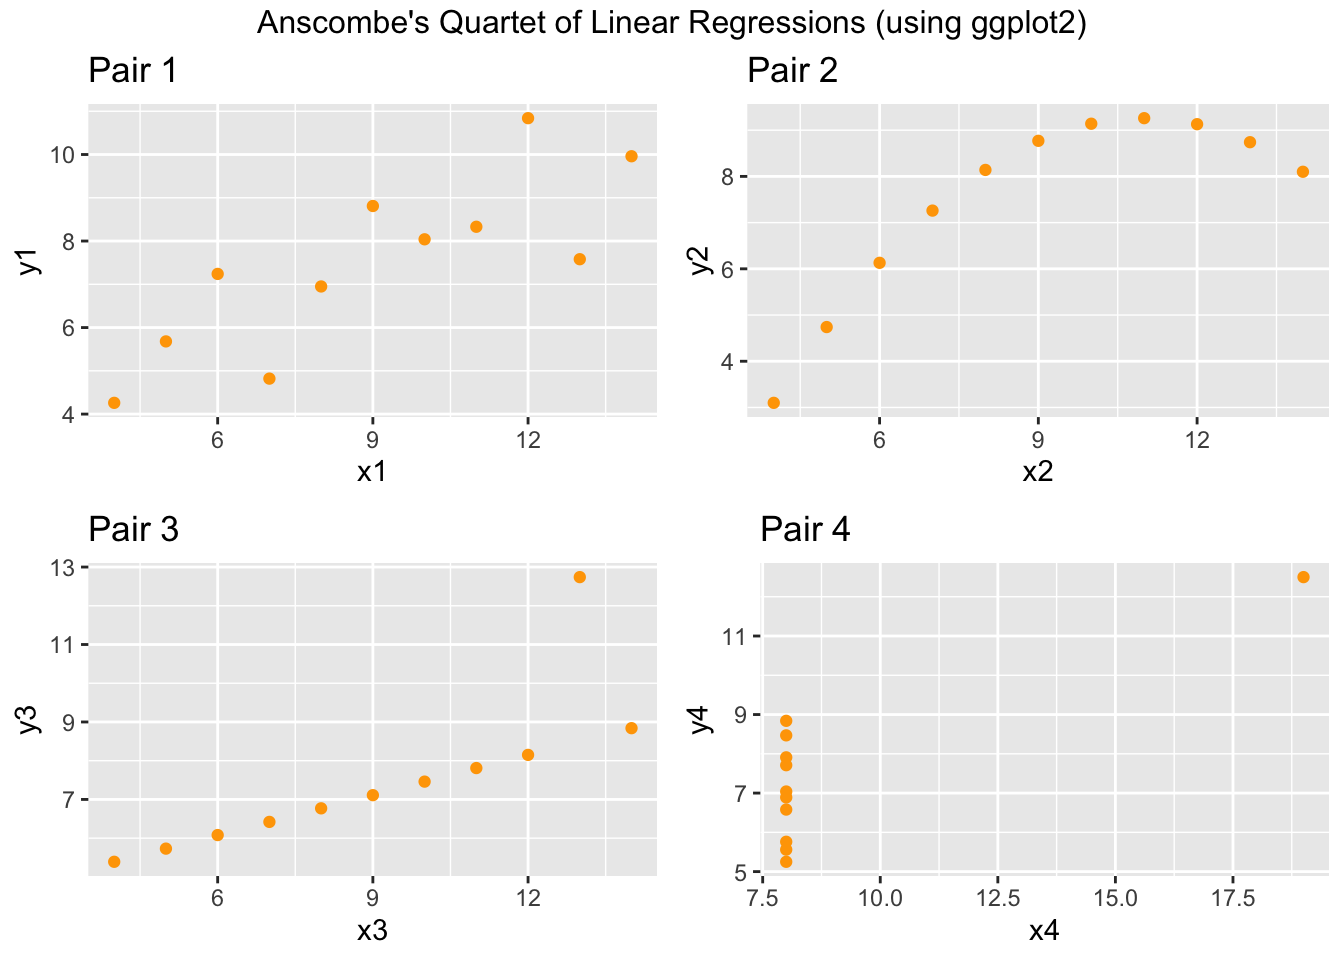 Anscombe's Quartet of Linear Regressions (using ggplot2)
Pair 1
10
8
6
4
y1
6 9 12
x1
Pair 2
8
6
4
y2
6 9 12
x2
Pair 3
13
11
9
7
y3
6 9 12
x3
Pair 4
11
9
7
5
y4
7.5 10.0 12.5 15.0 17.5
x4